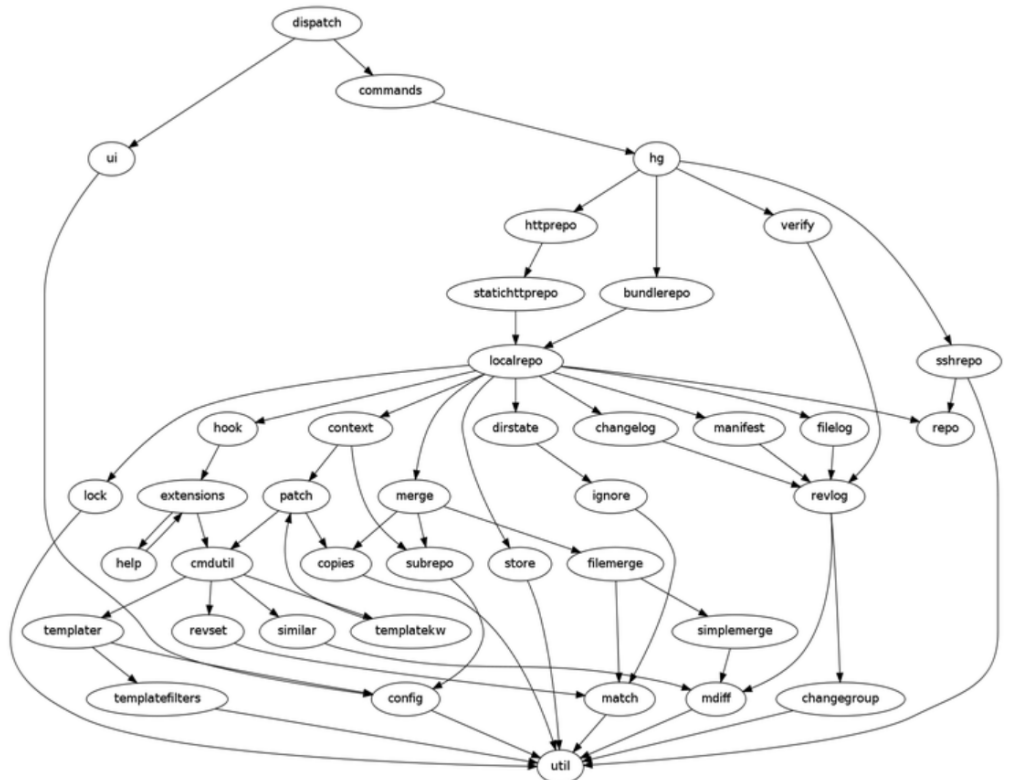 dispatch
commands
ui
hg
httprepo
verify
statichttprepo
bundlerepo
localrepo
sshrepo
hook
context
dirstate
changelog
manifest
filelog
repo
lock
extensions
patch
merge
ignore
revlog
help
cmdutil
copies
subrepo
store
filemerge
templater
revset
similar
templatekw
simplemerge
templatefilters
config
match
mdiff
changegroup
util